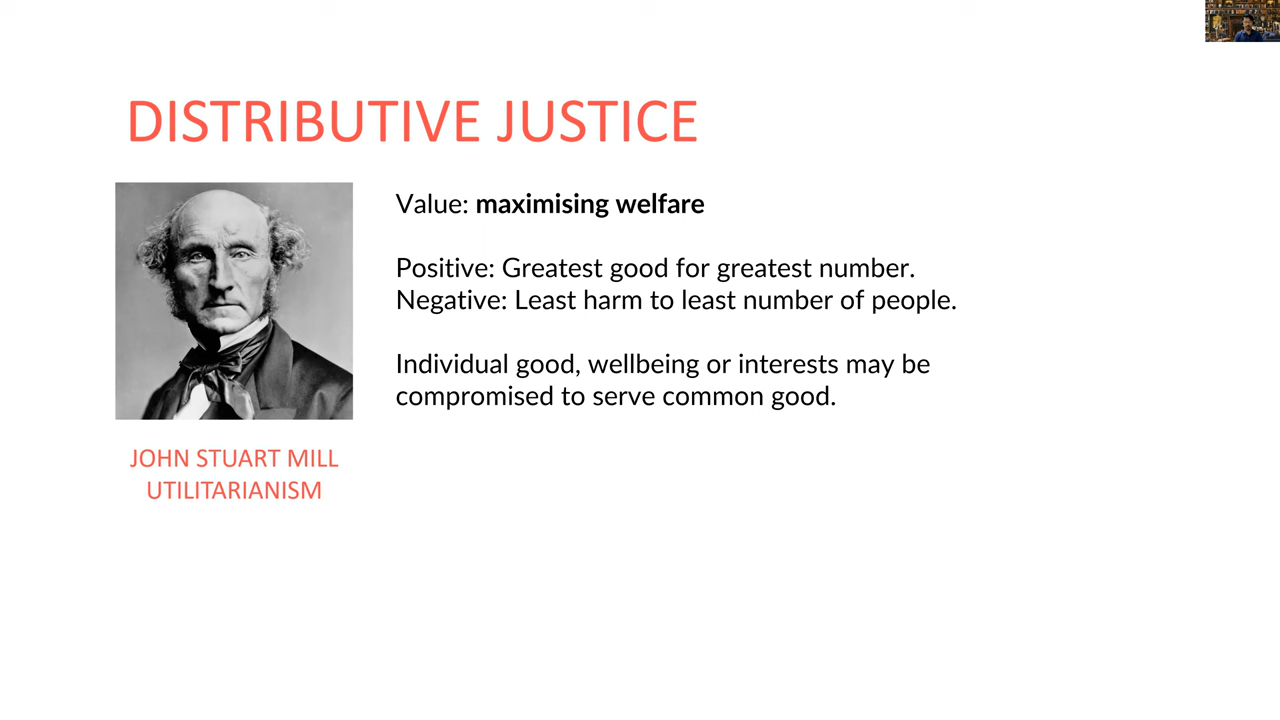 DISTRIBUTIVE JUSTICE
Value: maximising welfare
Positive: Greatest good for greatest number.
Negative: Least harm to least number of people.
Individual good, wellbeing or interests may be
compromised to serve common good.
JOHN STUART MILL
UTILITARIANISM